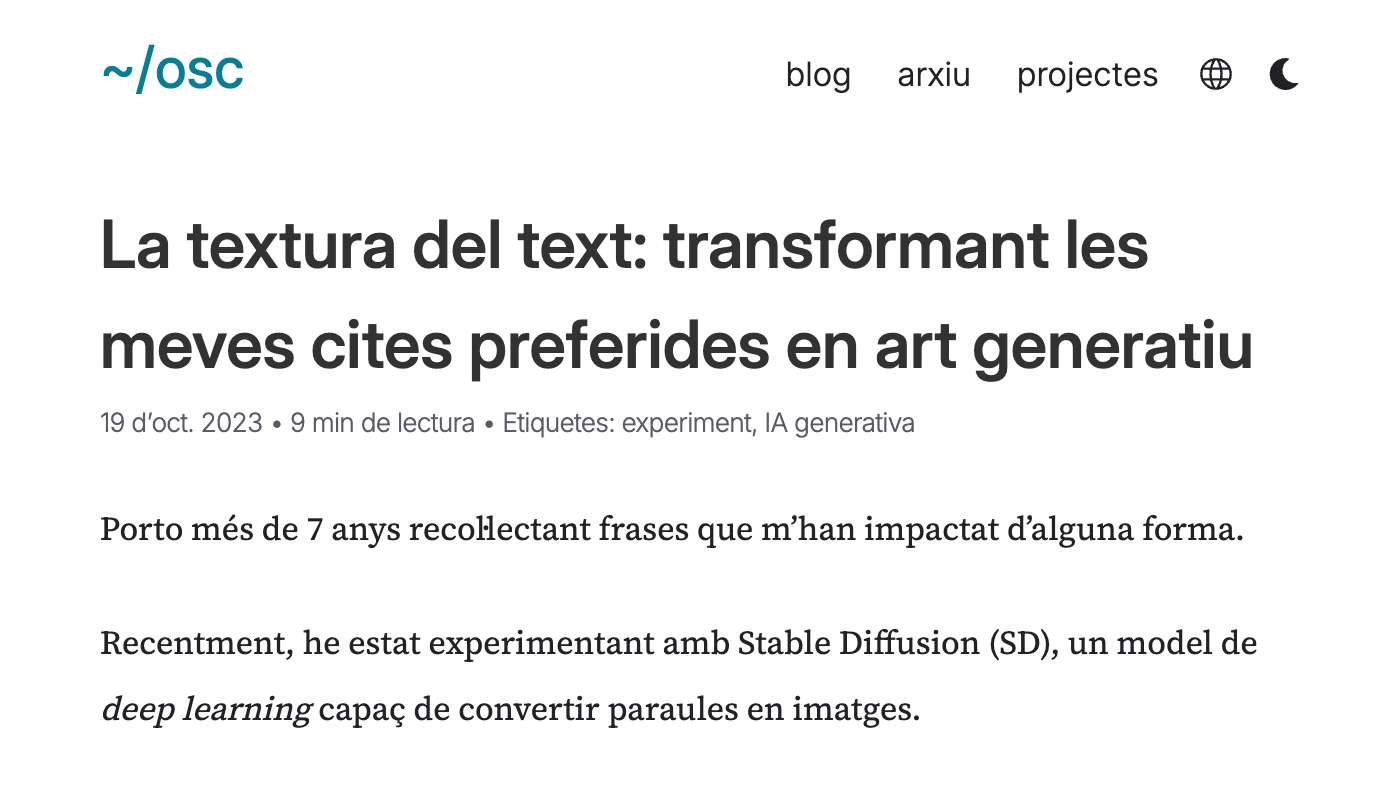 ~/osc
blog arxiu projectes
La textura del text: transformant les
meves cites preferides en art generatiu
19 d’oct. 2023 • 9 min de lectura • Etiquetes: experiment, IA generativa
Porto més de 7 anys recol·lectant frases que m’han impactat d’alguna forma.
Recentment, he estat experimentant amb Stable Diffusion (SD), un model de
deep learning capaç de convertir paraules en imatges.